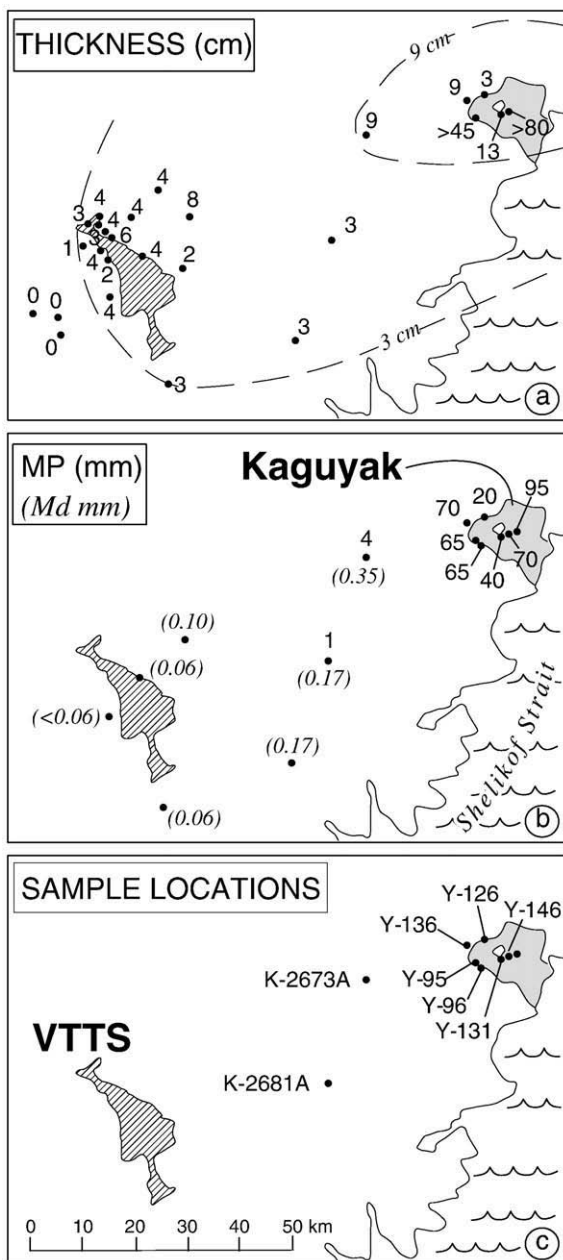 THICKNESS (cm)
9 cm
9 3
>45 >80
13
9
4
4 4 8
3 4
6
1 3 4
4 2 2
4
3
0 0
0
3
3 cm
3
a
MP (mm)
(Md mm)
Kaguyak
95
20
70
65
65 40 70
4
(0.35)
(0.10)
1
(0.06) (0.17)
(<0.06)
(0.17)
(0.06)
Shelikof Strait
b
SAMPLE LOCATIONS
Y-126
Y-136 Y-146
K-2673A Y-95
Y-96
Y-131
VTTS
K-2681A
0 10 20 30 40 50 km
c